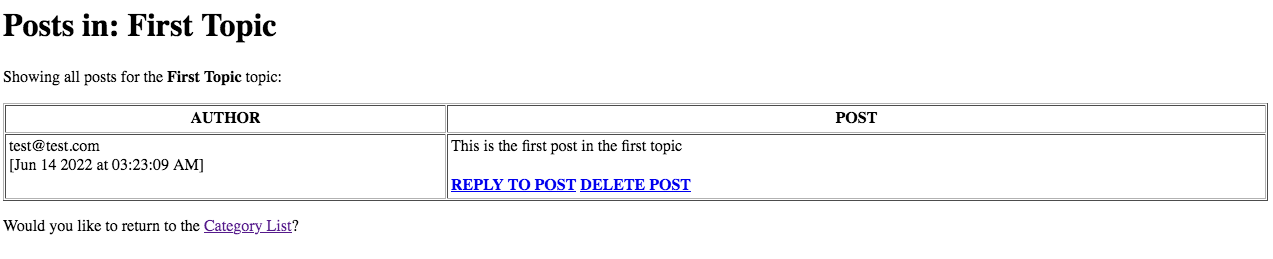 Posts in: First Topic
Showing all posts for the First Topic topic:
AUTHOR POST
test@test.com This is the first post in the first topic
[Jun 14 2022 at 03:23:09 AM]
REPLY TO POST DELETE POST
Would you like to return to the Category List?